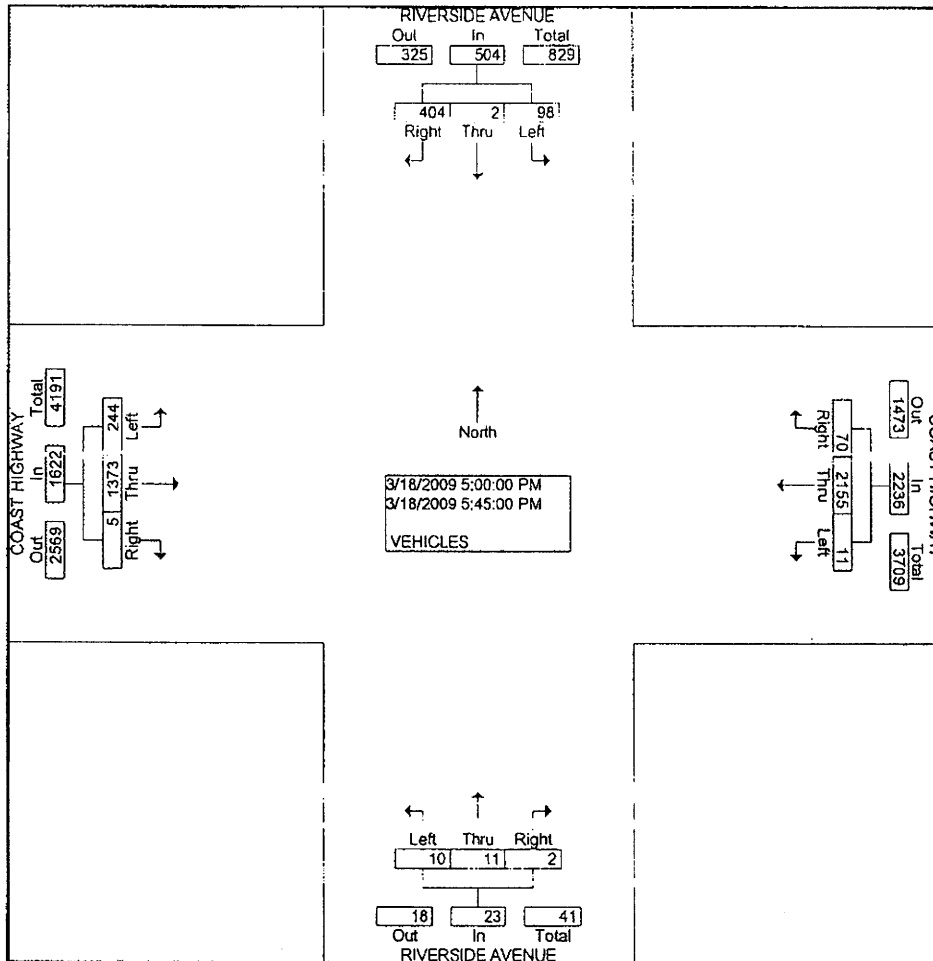 RIVERSIDE AVENUE
Out In Total
325 504 829
404 2 98
Right Thru Left
COAST HIGHWAY
Total In Out
4191 1622 2569
244 1373 5
Left Thru Right
North
3/18/2009 5:00:00 PM
3/18/2009 5:45:00 PM
VEHICLES
Right Thru Left
70 2155 11
1473 2236 3709
Out In Total
Left Thru Right
10 11 2
18 23 41
Out In Total
RIVERSIDE AVENUE